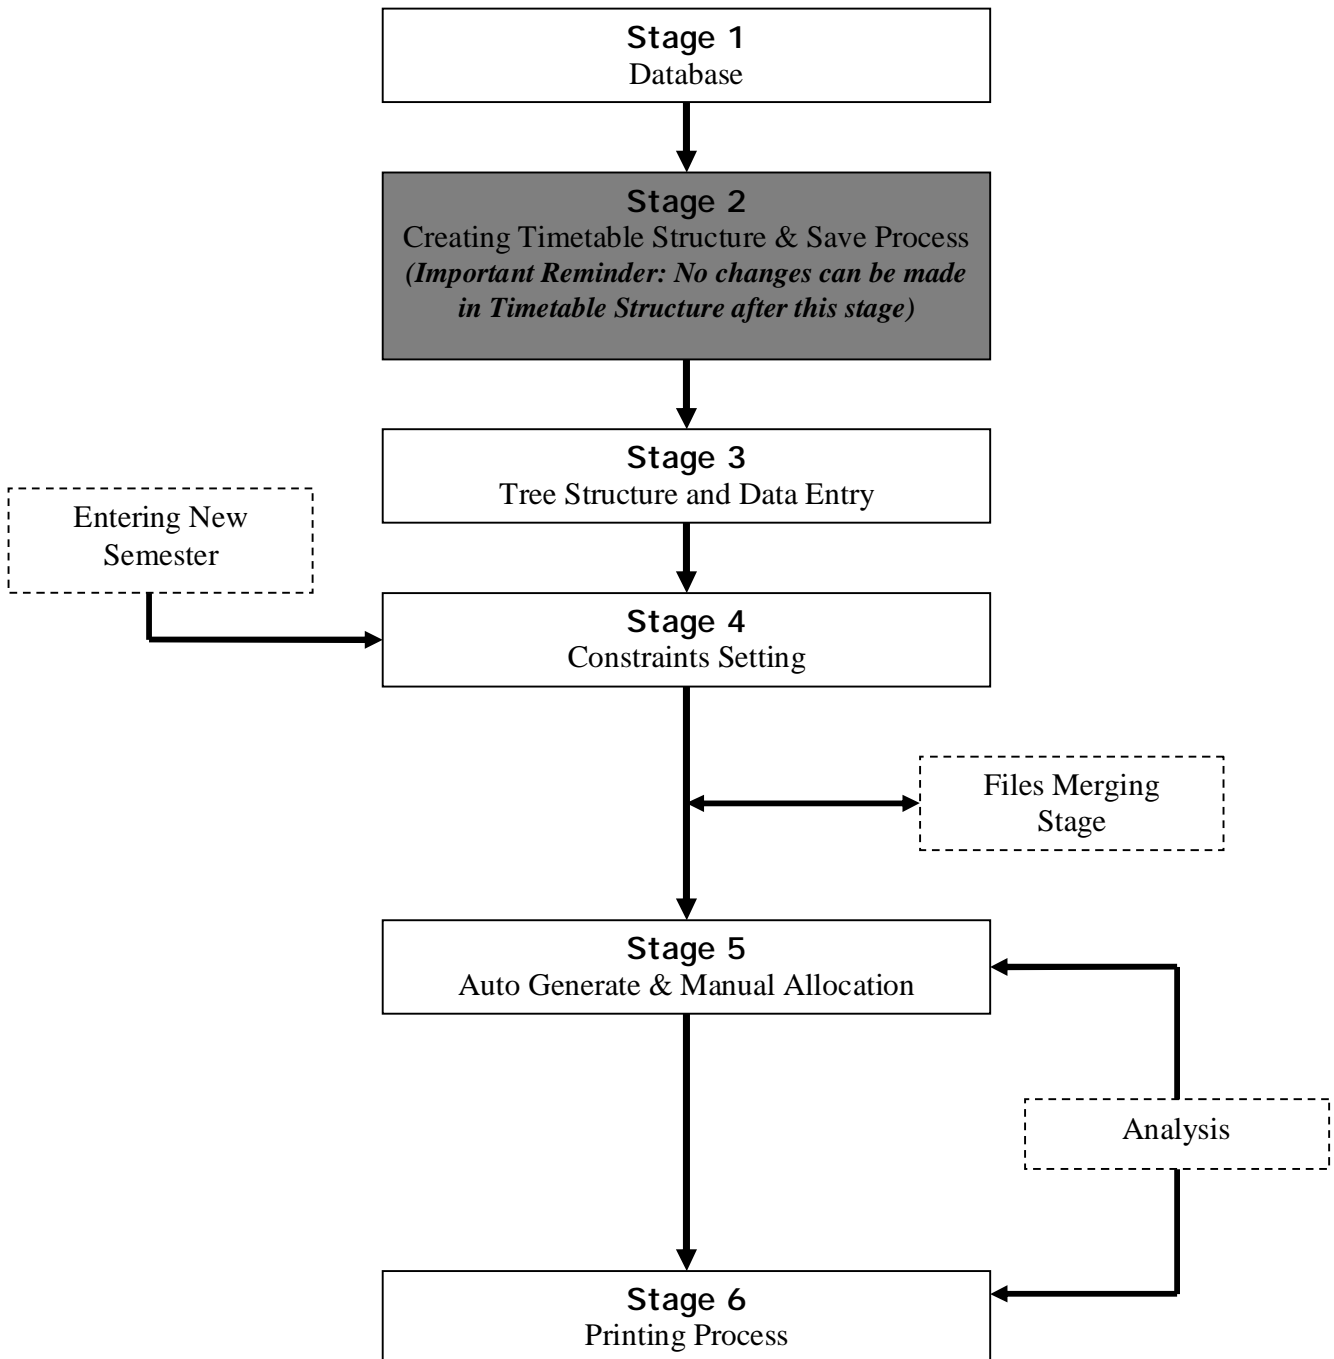 Stage 1
Database
Stage 2
Creating Timetable Structure & Save Process
(Important Reminder: No changes can be made
in Timetable Structure after this stage)
Stage 3
Tree Structure and Data Entry
Entering New
Semester
Stage 4
Constraints Setting
Files Merging
Stage
Stage 5
Auto Generate & Manual Allocation
Analysis
Stage 6
Printing Process